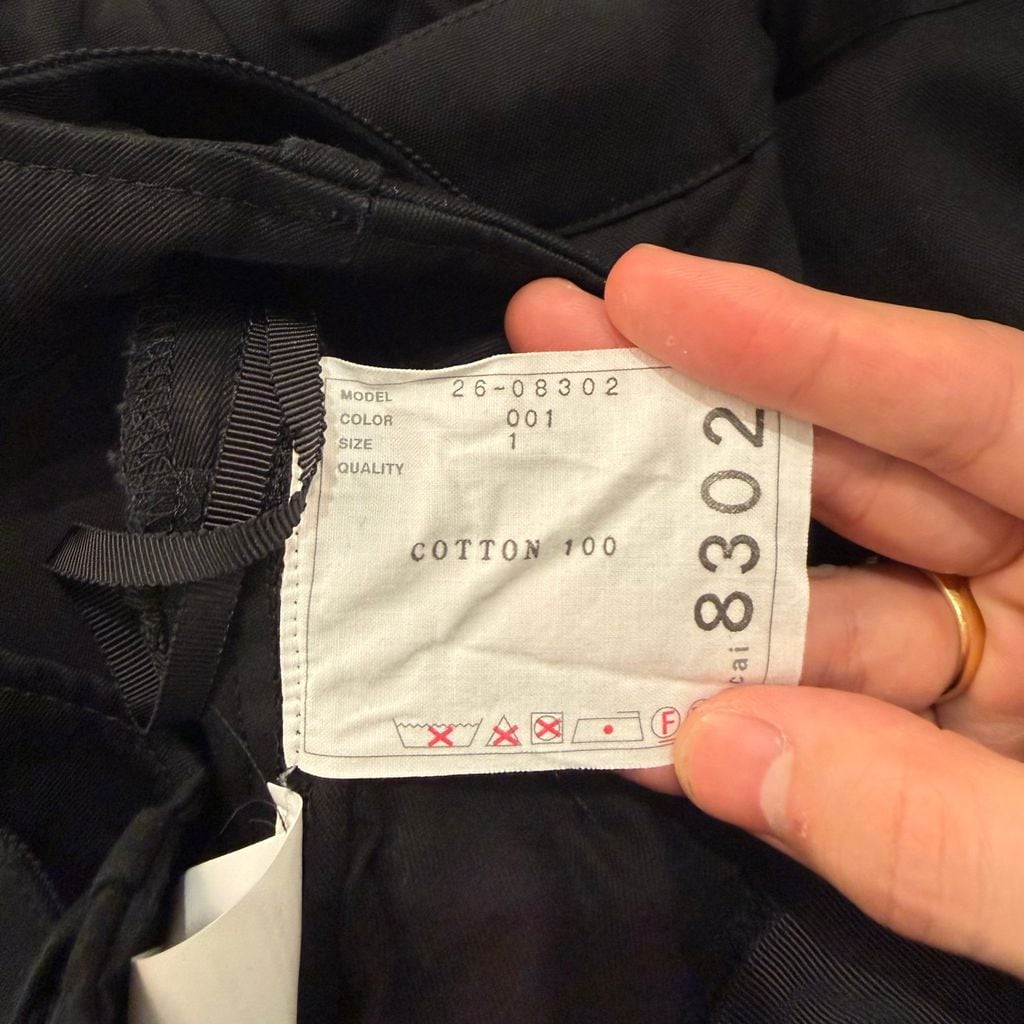 MODEL 26-08302
COLOR 001
SIZE 1
QUALITY
COTTON 100
8302
cai
F